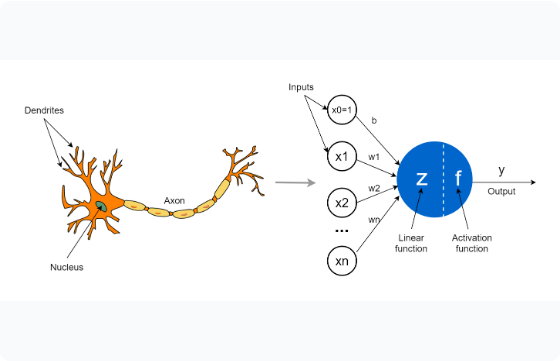 Dendrites
Axon
Nucleus
Inputs
x0=1
x1
x2
...
xn
b
w1
w2
wn
z
f
y
Output
Linear
function
Activation
function